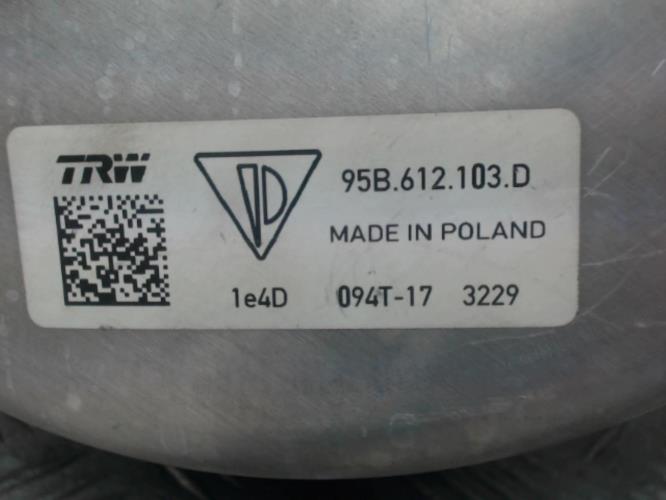 TRW
95B.612.103.D
MADE IN POLAND
1e4D 094T-17 3229